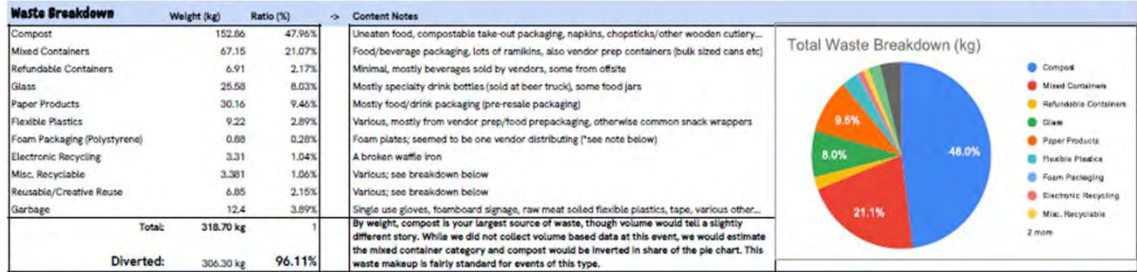 Waste Breakdown Weight (kg) Ratio (%) -> Content Notes
Compost 152.86 47.96% Uneaten food, compostable take-out packaging, napkins, chopsticks/other wooden cutlery...
Mixed Containers 67.15 21.07% Food/beverage packaging, lots of ramikins, also vendor prep containers (bulk sized cans etc)
Refundable Containers 6.91 2.17% Minimal, mostly beverages sold by vendors, some from offsite
Glass 25.58 8.03% Mostly specialty drink bottles (sold at beer truck), some food jars
Paper Products 30.16 9.46% Mostly food/drink packaging (pre-resale packaging)
Flexible Plastics 9.22 2.89% Various, mostly from vendor prep/food prepackaging, otherwise common snack wrappers
Foam Packaging (Polystyrene) 0.88 0.28% Foam plates; seemed to be one vendor distributing (*see note below)
Electronic Recycling 3.31 1.04% A broken waffle iron
Misc. Recyclable 3.381 1.06% Various; see breakdown below
Reusable/Creative Reuse 6.85 2.15% Various; see breakdown below
Garbage 12.4 3.89% Single use gloves, foamboard signage, raw meat soiled flexible plastics, tape, various other...
Total: 318.70 kg 1
By weight, compost is your largest source of waste, though volume would tell a slightly
different story. While we did not collect volume based data at this event, we would estimate
the mixed container category and compost would be inverted in share of the pie chart. This
waste makeup is fairly standard for events of this type.
Diverted: 306.30 kg 96.11%
Total Waste Breakdown (kg)
48.0%
21.1%
8.0%
9.5%
Compost
Mixed Containers
Refundable Containers
Glass
Paper Products
Flexible Plastics
Foam Packaging
Electronic Recycling
Misc. Recyclable
2 more